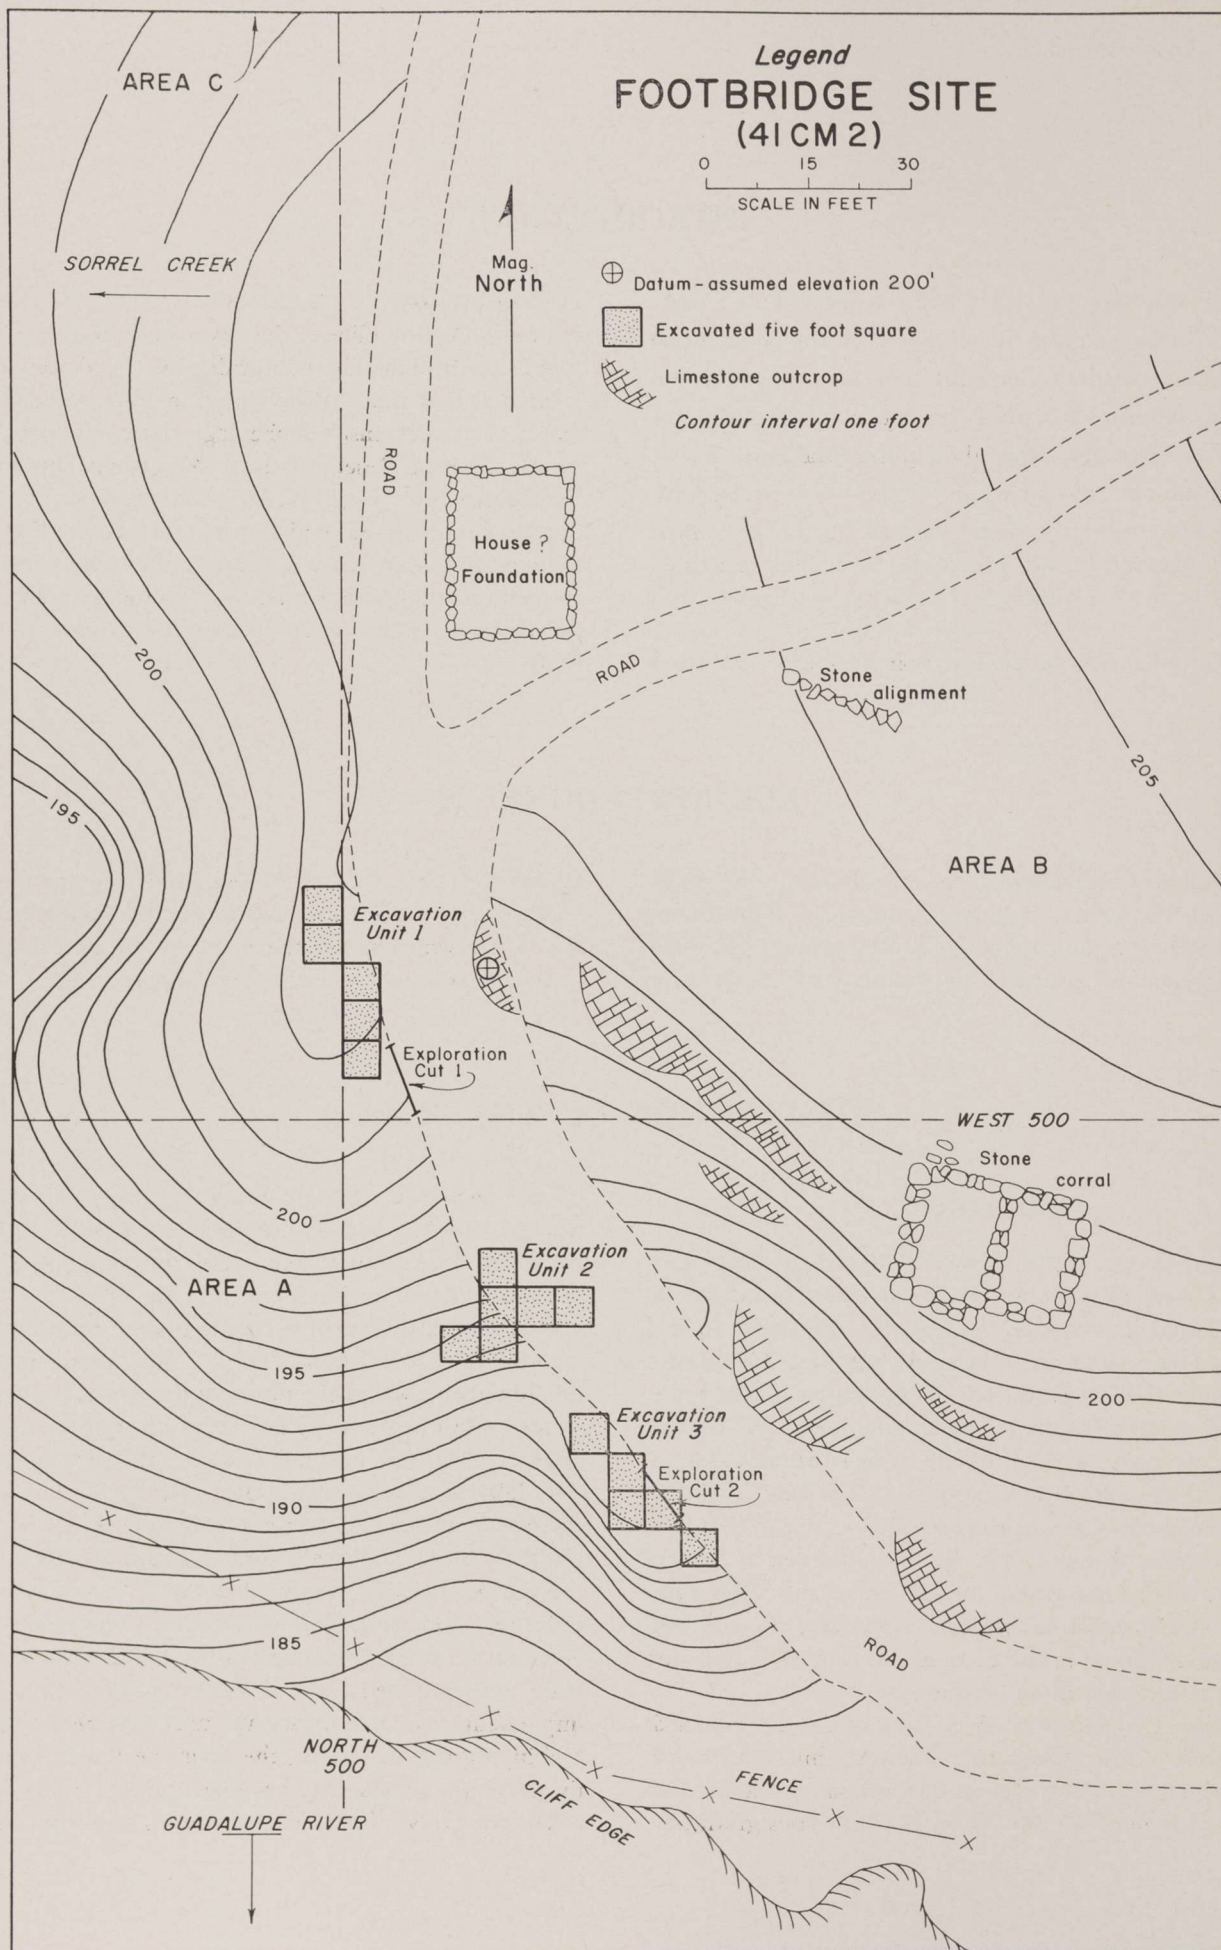 Legend
FOOTBRIDGE SITE
(41 CM 2)
0 15 30
SCALE IN FEET
AREA C
SORREL CREEK
Mag.
North
Datum-assumed elevation 200'
Excavated five foot square
Limestone outcrop
Contour interval one foot
ROAD
House ?
Foundation
200
ROAD
Stone
alignment
205
195
AREA B
Excavation
Unit 1
Exploration
Cut 1
WEST 500
Stone
corral
200
AREA A
Excavation
Unit 2
195
200
Excavation
Unit 3
Exploration
Cut 2
190
185
ROAD
NORTH
500
FENCE
CLIFF EDGE
GUADALUPE RIVER